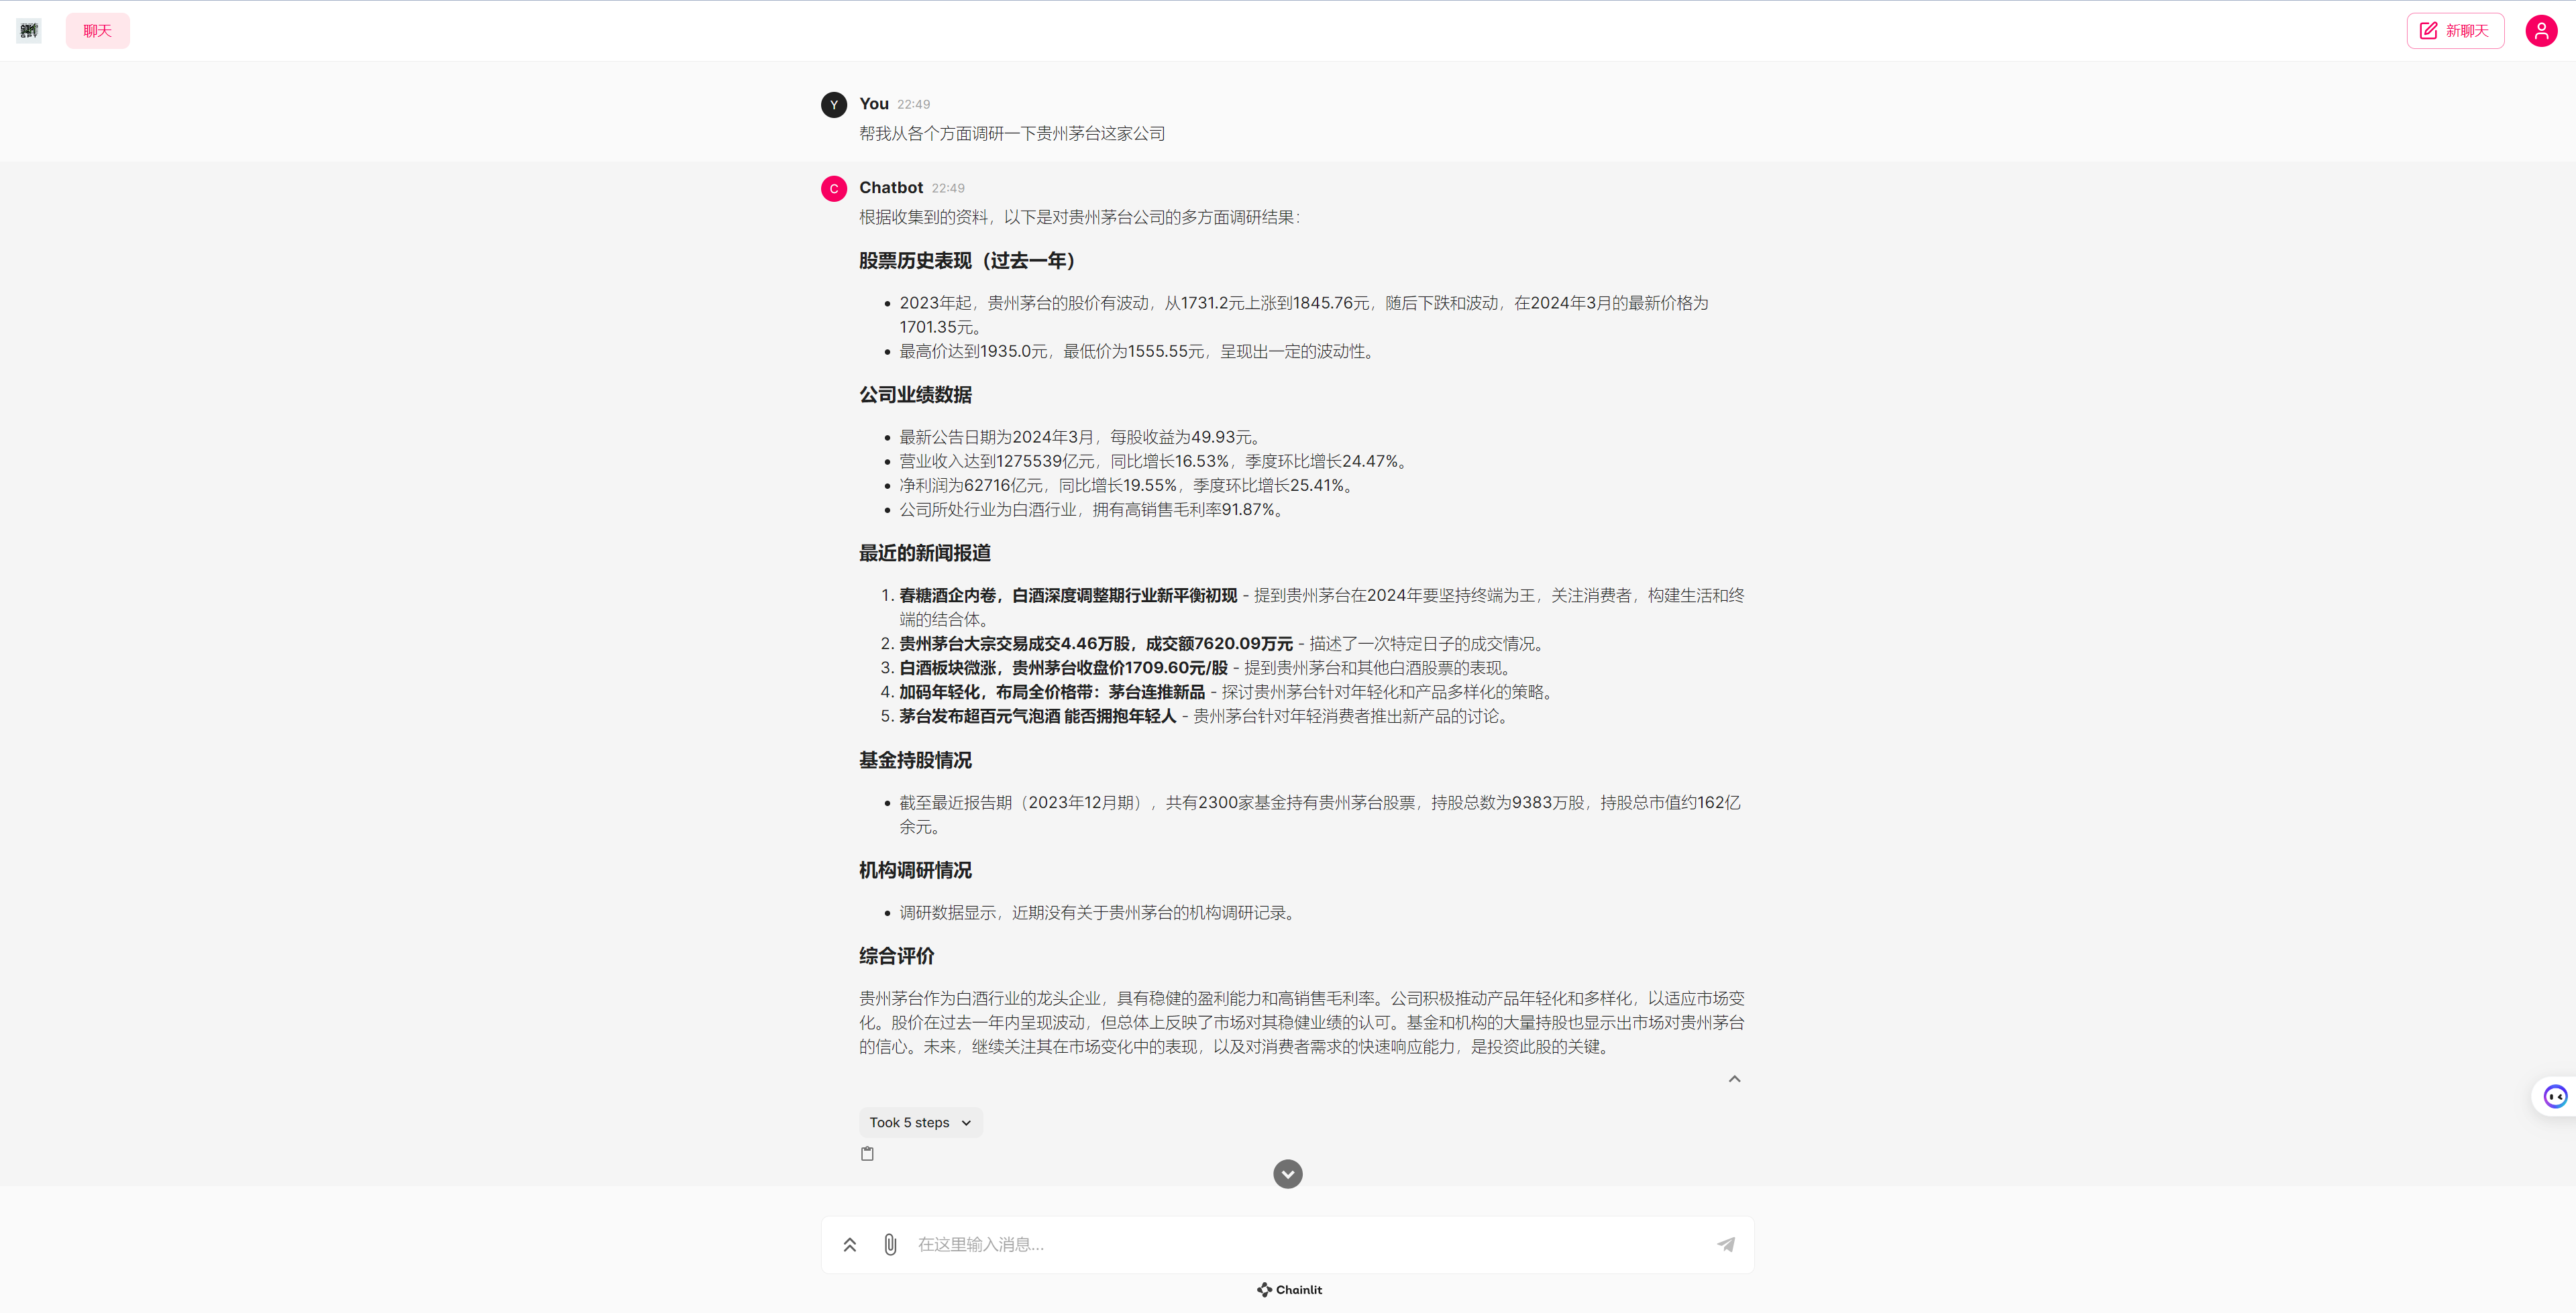 聊天
新聊天
Y
You 22:49
帮我从各个方面调研一下贵州茅台这家公司
C
Chatbot 22:49
根据收集到的资料，以下是对贵州茅台公司的多方面调研结果：
股票历史表现（过去一年）
• 2023年起，贵州茅台的股价有波动，从1731.2元上涨到1845.76元，随后下跌和波动，在2024年3月的最新价格为
1701.35元。
• 最高价达到1935.0元，最低价为1555.55元，呈现出一定的波动性。
公司业绩数据
• 最新公告日期为2024年3月，每股收益为49.93元。
• 营业收入达到1275539亿元，同比增长16.53%，季度环比增长24.47%。
• 净利润为62716亿元，同比增长19.55%，季度环比增长25.41%。
• 公司所处行业为白酒行业，拥有高销售毛利率91.87%。
最近的新闻报道
1. 春糖酒企内卷，白酒深度调整期行业新平衡初现 - 提到贵州茅台在2024年要坚持终端为王，关注消费者，构建生活和终
端的结合体。
2. 贵州茅台大宗交易成交4.46万股，成交额7620.09万元 - 描述了一次特定日子的成交情况。
3. 白酒板块微涨，贵州茅台收盘价1709.60元/股 - 提到贵州茅台和其他白酒股票的表现。
4. 加码年轻化，布局全价格带：茅台连推新品 - 探讨贵州茅台针对年轻化和产品多样化的策略。
5. 茅台发布超百元气泡酒 能否拥抱年轻人 - 贵州茅台针对年轻消费者推出新产品的讨论。
基金持股情况
• 截至最近报告期（2023年12月期），共有2300家基金持有贵州茅台股票，持股总数为9383万股，持股总市值约162亿
余元。
机构调研情况
• 调研数据显示，近期没有关于贵州茅台的机构调研记录。
综合评价
贵州茅台作为白酒行业的龙头企业，具有稳健的盈利能力和高销售毛利率。公司积极推动产品年轻化和多样化，以适应市场变
化。股价在过去一年内呈现波动，但总体上反映了市场对其稳健业绩的认可。基金和机构的大量持股也显示出市场对贵州茅台
的信心。未来，继续关注其在市场变化中的表现，以及对消费者需求的快速响应能力，是投资此股的关键。
Took 5 steps
在这里输入消息...
Chainlit